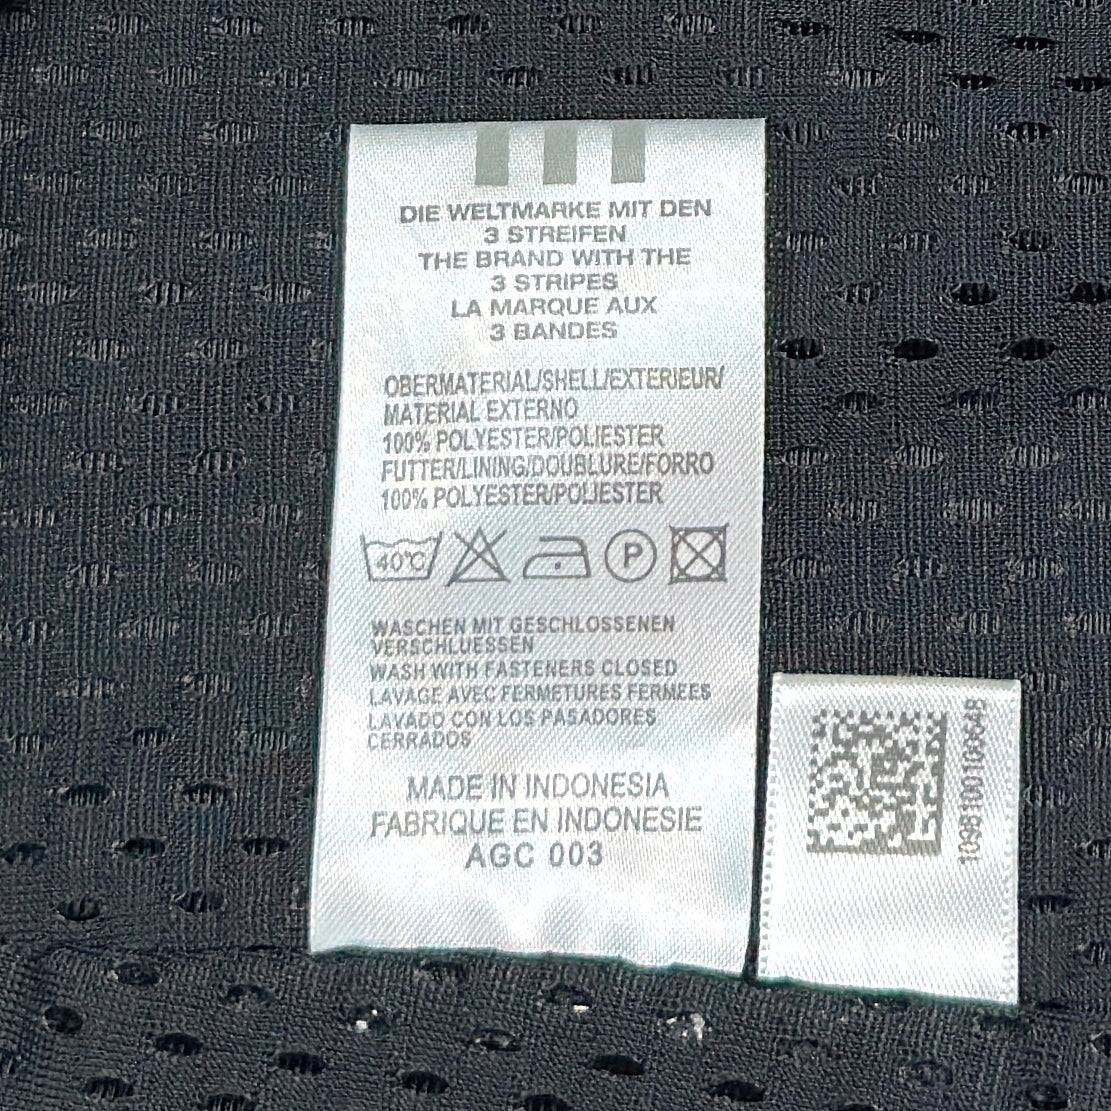 DIE WELTMARKE MIT DEN
3 STREIFEN
THE BRAND WITH THE
3 STRIPES
LA MARQUE AUX
3 BANDES
OBERMATERIAL/SHELL/EXTERIEUR/
MATERIAL EXTERNO
100% POLYESTER/POLIESTER
FUTTER/LINING/DOUBLURE/FORRO
100% POLYESTER/POLIESTER
40°C P
WASCHEN MIT GESCHLOSSENEN
VERSCHLUESSEN
WASH WITH FASTENERS CLOSED
LAVAGE AVEC FERMETURES FERMEES
LAVADO CON LOS PASADORES
CERRADOS
MADE IN INDONESIA
FABRIQUE EN INDONESIE
AGC 003
1098100100648